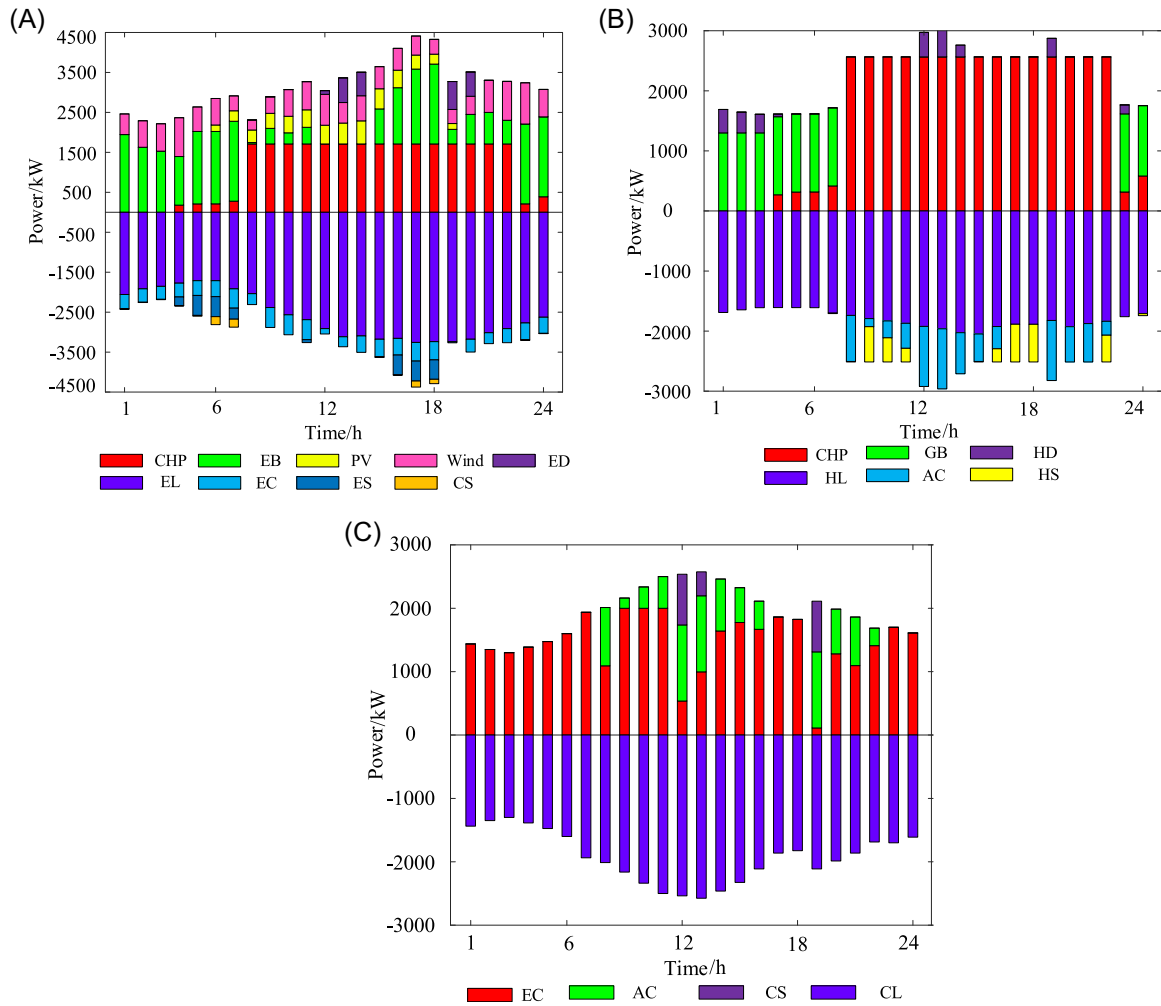 (A)
4500
3500
2500
1500
500
-500
-1500
-2500
-3500
-4500
Power/kW
1 6 12 18 24
Time/h
CHP EB PV Wind ED
EL EC ES CS
(B)
3000
2000
1000
0
-1000
-2000
-3000
Power/kW
1 6 12 18 24
Time/h
CHP GB HD
HL AC HS
(C)
3000
2000
1000
0
-1000
-2000
-3000
Power/kW
1 6 12 18 24
Time/h
EC AC CS CL